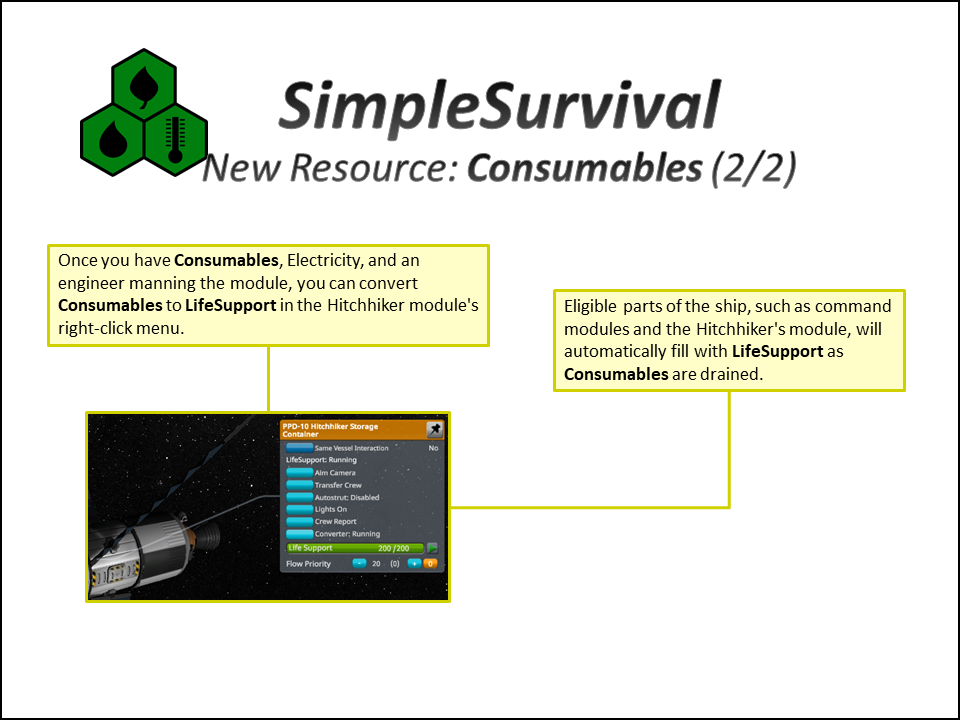 SimpleSurvival
New Resource: Consumables (2/2)
Once you have Consumables, Electricity, and an
engineer manning the module, you can convert
Consumables to LifeSupport in the Hitchhiker module's
right-click menu.
Eligible parts of the ship, such as command
modules and the Hitchhiker's module, will
automatically fill with LifeSupport as
Consumables are drained.
PPD-10 Hitchhiker Storage
Container
Same Vessel Interaction No
LifeSupport: Running
Aim Camera
Transfer Crew
Autostrut: Disabled
Lights On
Crew Report
Converter: Running
Life Support 200 /200
Flow Priority - 20 (0) + 0